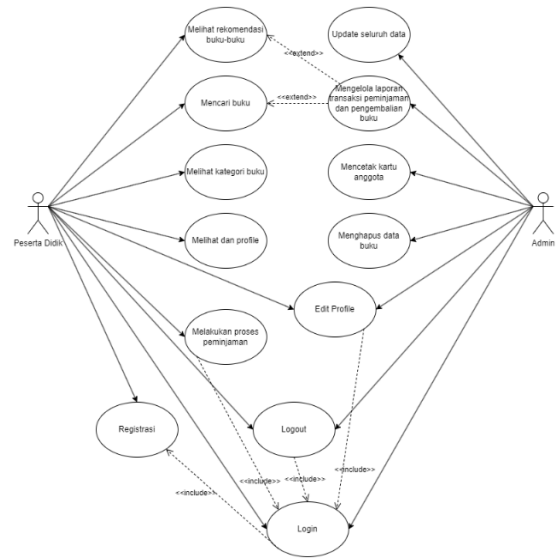 Melihat rekomendasi
buku-buku
Update seluruh data
<<extend>>
Mengelola laporan
transaksi peminjaman
dan pengembalian
buku
Mencari buku
<<extend>>
Melihat kategori buku
Mencetak kartu
anggota
Peserta Didik
Admin
Melihat dan profile
Menghapus data
buku
Edit Profile
Melakukan proses
peminjaman
Registrasi
Logout
<<include>>
<<include>>
<<include>>
<<include>>
Login